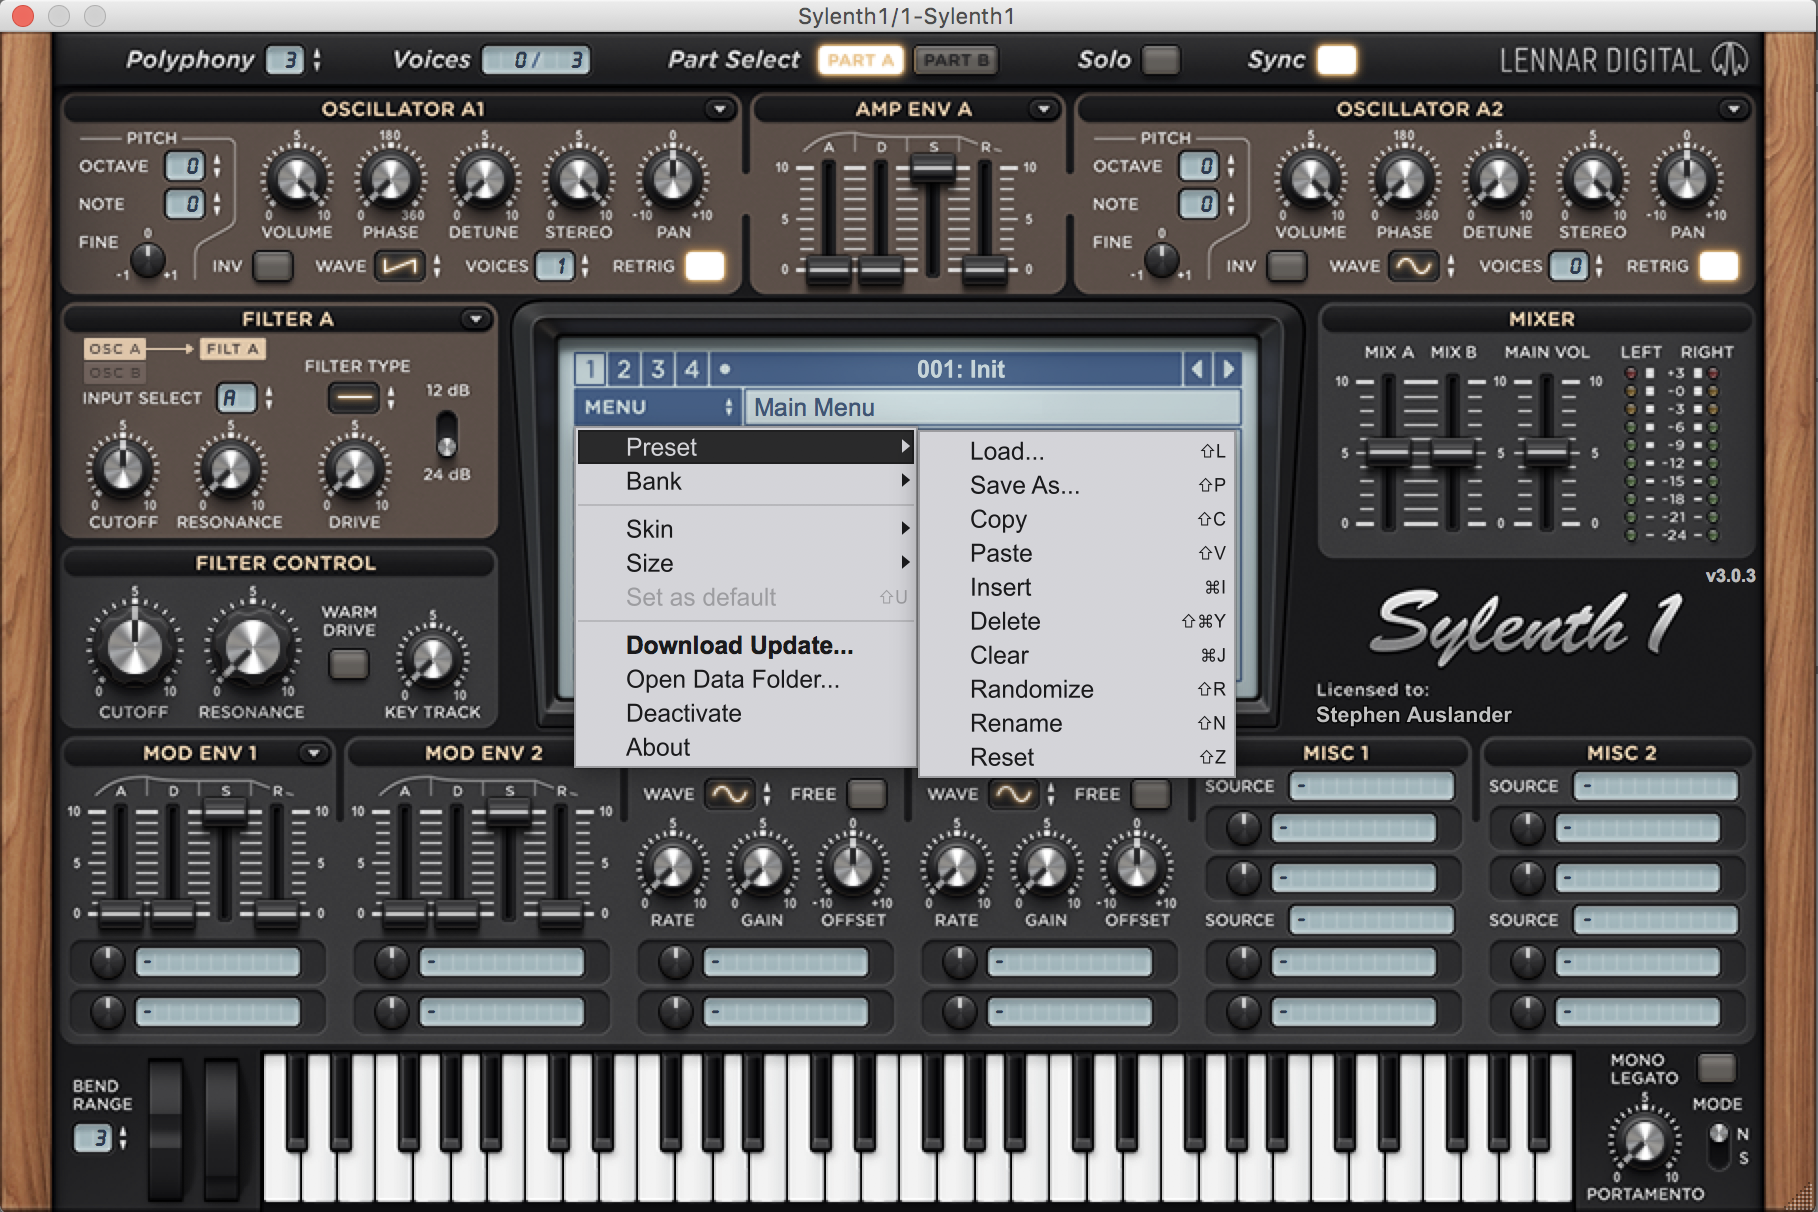 Sylenth1/1-Sylenth1
Polyphony 3 Voices 0/ 3 Part Select PART A PART B Solo Sync LENNAR DIGITAL
OSCILLATOR A1
PITCH
OCTAVE 0
NOTE 0
FINE
0
-1 +1
5
0 10
VOLUME
180
0 360
PHASE
5
0 10
DETUNE
5
0 10
STEREO
0
-10 +10
PAN
INV WAVE VOICES 1 RETRIG
AMP ENV A
A D S R
10 10
5 5
0 0
OSCILLATOR A2
PITCH
OCTAVE 0
NOTE 0
FINE
0
-1 +1
5
0 10
VOLUME
180
0 360
PHASE
5
0 10
DETUNE
5
0 10
STEREO
0
-10 +10
PAN
INV WAVE VOICES 0 RETRIG
FILTER A
OSC A FILT A
OSC B
INPUT SELECT A
FILTER TYPE
12 dB
24 dB
5
0 10
CUTOFF
5
0 10
RESONANCE
5
0 10
DRIVE
FILTER CONTROL
5
0 10
CUTOFF
5
0 10
RESONANCE
WARM
DRIVE
5
0 10
KEY TRACK
1 2 3 4 • 001: Init
MENU Main Menu
Preset
Bank
Skin
Size
Set as default ⇧U
Download Update...
Open Data Folder...
Deactivate
About
Load... ⇧L
Save As... ⇧P
Copy ⇧C
Paste ⇧V
Insert ⌘I
Delete ⇧⌘Y
Clear ⌘J
Randomize ⇧R
Rename ⇧N
Reset ⇧Z
MIXER
MIX A MIX B MAIN VOL LEFT RIGHT
10 10 10
5 5 5
0 0 0
+3
-0
-3
-6
-9
-12
-15
-18
-21
-24
v3.0.3
Sylenth 1
Licensed to:
Stephen Auslander
MOD ENV 1
A D S R
10 10
5 5
0 0
-
-
MOD ENV 2
A D S R
10
5 5
0 0
-
-
WAVE FREE
5
0 10
RATE
5
0 10
GAIN
0
-10 +10
OFFSET
-
-
WAVE FREE
5
0 10
RATE
5
0 10
GAIN
0
-10 +10
OFFSET
-
-
MISC 1
SOURCE -
-
-
SOURCE -
-
-
MISC 2
SOURCE -
-
-
SOURCE -
-
-
BEND
RANGE
3
MONO
LEGATO
5
0 10
PORTAMENTO
MODE
N
S